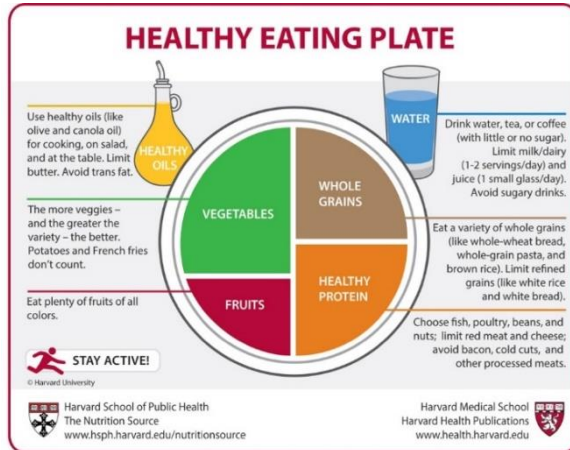 HEALTHY EATING PLATE
Use healthy oils (like
olive and canola oil)
for cooking, on salad,
and at the table. Limit
butter. Avoid trans fat.
HEALTHY
OILS
The more veggies –
and the greater the
variety – the better.
Potatoes and French fries
don't count.
Eat plenty of fruits of all
colors.
VEGETABLES
FRUITS
WHOLE
GRAINS
HEALTHY
PROTEIN
WATER
Drink water, tea, or coffee
(with little or no sugar).
Limit milk/dairy
(1-2 servings/day) and
juice (1 small glass/day).
Avoid sugary drinks.
Eat a variety of whole grains
(like whole-wheat bread,
whole-grain pasta, and
brown rice). Limit refined
grains (like white rice
and white bread).
Choose fish, poultry, beans, and
nuts; limit red meat and cheese;
avoid bacon, cold cuts, and
other processed meats.
STAY ACTIVE!
© Harvard University
Harvard School of Public Health
The Nutrition Source
www.hsph.harvard.edu/nutritionsource
Harvard Medical School
Harvard Health Publications
www.health.harvard.edu